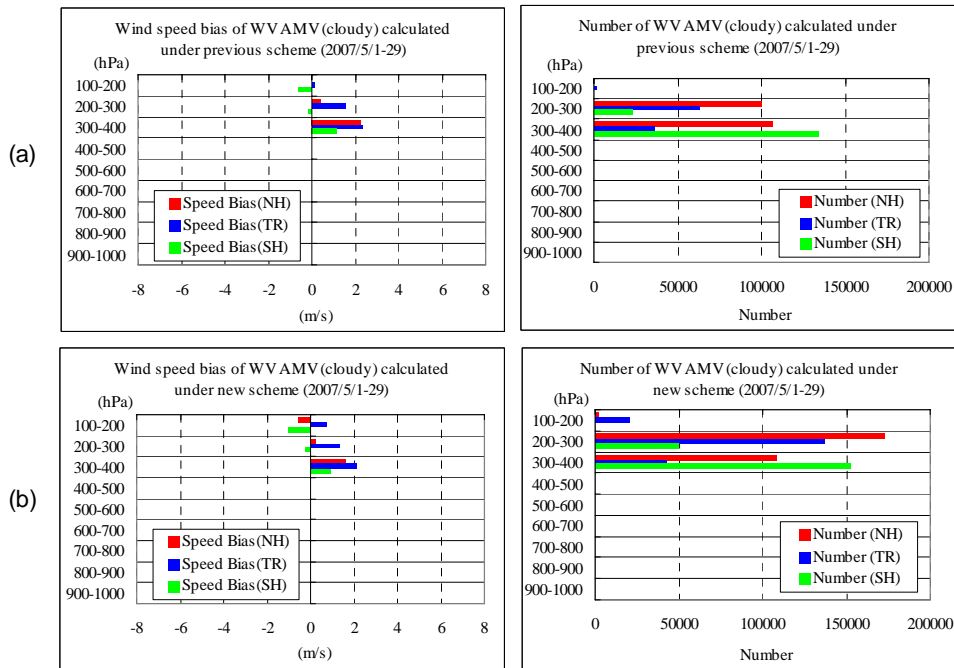 (a)
Wind speed bias of WV AMV (cloudy) calculated
under previous scheme (2007/5/1-29)
(hPa)
100-200
200-300
300-400
400-500
500-600
600-700
700-800
800-900
900-1000
Speed Bias(NH)
Speed Bias(TR)
Speed Bias(SH)
-8 -6 -4 -2 0 2 4 6 8
(m/s)
Number of WV AMV (cloudy) calculated under
previous scheme (2007/5/1-29)
(hPa)
100-200
200-300
300-400
400-500
500-600
600-700
700-800
800-900
900-1000
Number (NH)
Number (TR)
Number (SH)
0 50000 100000 150000 200000
Number
(b)
Wind speed bias of WV AMV (cloudy) calculated
under new scheme (2007/5/1-29)
(hPa)
100-200
200-300
300-400
400-500
500-600
600-700
700-800
800-900
900-1000
Speed Bias(NH)
Speed Bias(TR)
Speed Bias(SH)
-8 -6 -4 -2 0 2 4 6 8
(m/s)
Number of WV AMV (cloudy) calculated under
new scheme (2007/5/1-29)
(hPa)
100-200
200-300
300-400
400-500
500-600
600-700
700-800
800-900
900-1000
Number (NH)
Number (TR)
Number (SH)
0 50000 100000 150000 200000
Number